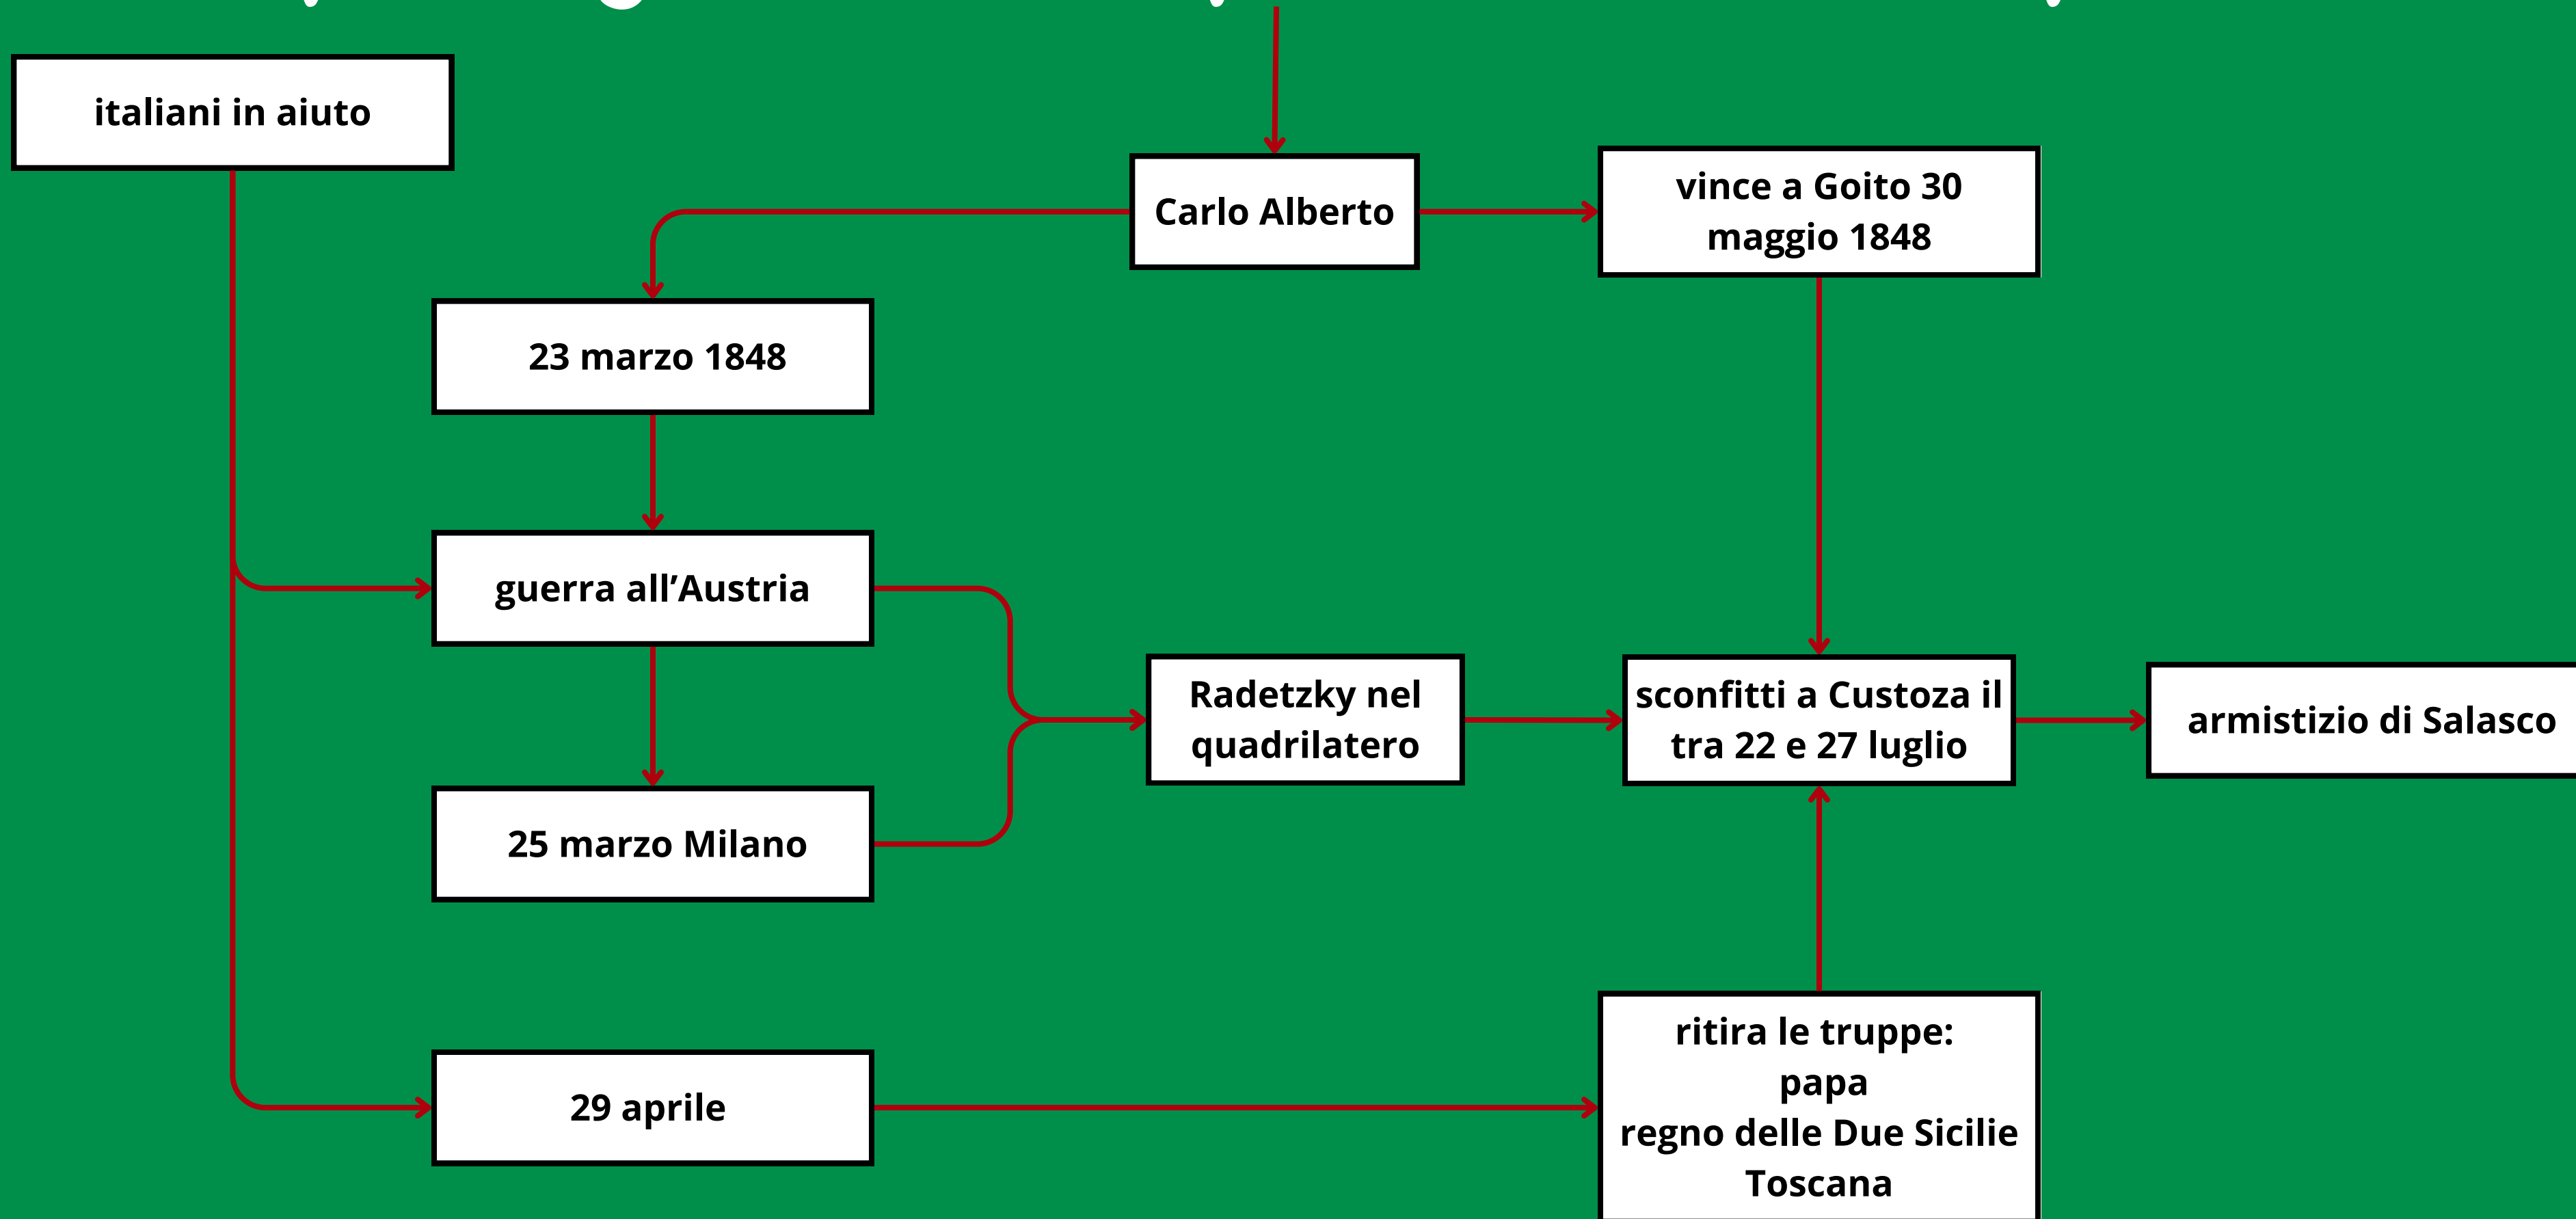 italiani in aiuto
Carlo Alberto
vince a Goito 30
maggio 1848
23 marzo 1848
guerra all’Austria
Radetzky nel
quadrilatero
sconfitti a Custoza il
tra 22 e 27 luglio
armistizio di Salasco
25 marzo Milano
29 aprile
ritira le truppe:
papa
regno delle Due Sicilie
Toscana